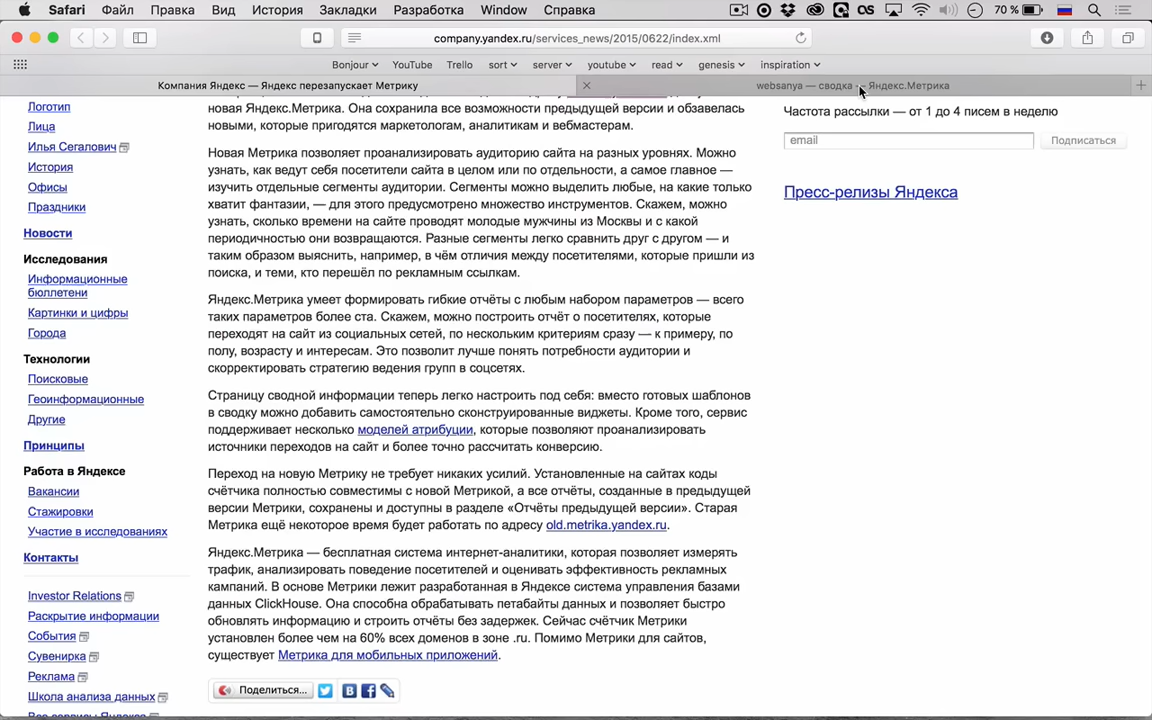 Safari Файл Правка Вид История Закладки Разработка Window Справка 70 %
company.yandex.ru/services_news/2015/0622/index.xml
Bonjour YouTube Trello sort server youtube read genesis inspiration
Компания Яндекс — Яндекс перезапускает Метрику
websanya — сводка — Яндекс.Метрика
Логотип
Лица
Илья Сегалович
История
Офисы
Праздники
Новости
Исследования
Информационные
бюллетени
Картинки и цифры
Города
Технологии
Поисковые
Геоинформационные
Другие
Принципы
Работа в Яндексе
Вакансии
Стажировки
Участие в исследованиях
Контакты
Investor Relations
Раскрытие информации
События
Сувенирка
Реклама
Школа анализа данных
Все сервисы Яндекса
новая Яндекс.Метрика. Она сохранила все возможности предыдущей версии и обзавелась
новыми, которые пригодятся маркетологам, аналитикам и вебмастерам.
Новая Метрика позволяет проанализировать аудиторию сайта на разных уровнях. Можно
узнать, как ведут себя посетители сайта в целом или по отдельности, а самое главное —
изучить отдельные сегменты аудитории. Сегменты можно выделить любые, на какие только
хватит фантазии, — для этого предусмотрено множество инструментов. Скажем, можно
узнать, сколько времени на сайте проводят молодые мужчины из Москвы и с какой
периодичностью они возвращаются. Разные сегменты легко сравнить друг с другом — и
таким образом выяснить, например, в чём отличия между посетителями, которые пришли из
поиска, и теми, кто перешёл по рекламным ссылкам.
Яндекс.Метрика умеет формировать гибкие отчёты с любым набором параметров — всего
таких параметров более ста. Скажем, можно построить отчёт о посетителях, которые
переходят на сайт из социальных сетей, по нескольким критериям сразу — к примеру, по
полу, возрасту и интересам. Это позволит лучше понять потребности аудитории и
скорректировать стратегию ведения групп в соцсетях.
Страницу сводной информации теперь легко настроить под себя: вместо готовых шаблонов
в сводку можно добавить самостоятельно сконструированные виджеты. Кроме того, сервис
поддерживает несколько моделей атрибуции, которые позволяют проанализировать
источники переходов на сайт и более точно рассчитать конверсию.
Переход на новую Метрику не требует никаких усилий. Установленные на сайтах коды
счётчика полностью совместимы с новой Метрикой, а все отчёты, созданные в предыдущей
версии Метрики, сохранены и доступны в разделе «Отчёты предыдущей версии». Старая
Метрика ещё некоторое время будет работать по адресу old.metrika.yandex.ru.
Яндекс.Метрика — бесплатная система интернет-аналитики, которая позволяет измерять
трафик, анализировать поведение посетителей и оценивать эффективность рекламных
кампаний. В основе Метрики лежит разработанная в Яндексе система управления базами
данных ClickHouse. Она способна обрабатывать петабайты данных и позволяет быстро
обновлять информацию и строить отчёты без задержек. Сейчас счётчик Метрики
установлен более чем на 60% всех доменов в зоне .ru. Помимо Метрики для сайтов,
существует Метрика для мобильных приложений.
Поделиться...
Частота рассылки — от 1 до 4 писем в неделю
email Подписаться
Пресс-релизы Яндекса